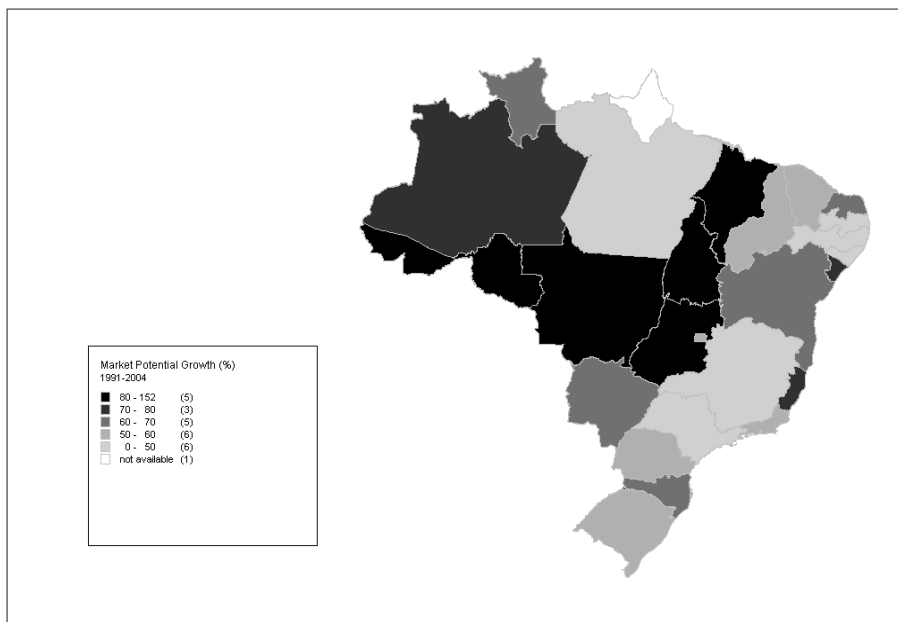 Market Potential Growth (%)
1991-2004
80 - 152 (5)
70 - 80 (3)
60 - 70 (5)
50 - 60 (6)
0 - 50 (6)
not available (1)